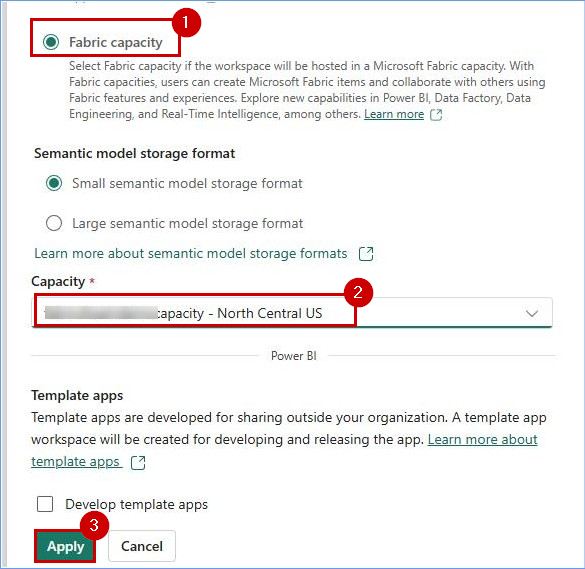 1
Fabric capacity
Select Fabric capacity if the workspace will be hosted in a Microsoft Fabric capacity. With
Fabric capacities, users can create Microsoft Fabric items and collaborate with others using
Fabric features and experiences. Explore new capabilities in Power BI, Data Factory, Data
Engineering, and Real-Time Intelligence, among others. Learn more
Semantic model storage format
Small semantic model storage format
Large semantic model storage format
Learn more about semantic model storage formats
Capacity *
2
capacity - North Central US
Power BI
Template apps
Template apps are developed for sharing outside your organization. A template app
workspace will be created for developing and releasing the app. Learn more about
template apps
Develop template apps
3
Apply Cancel